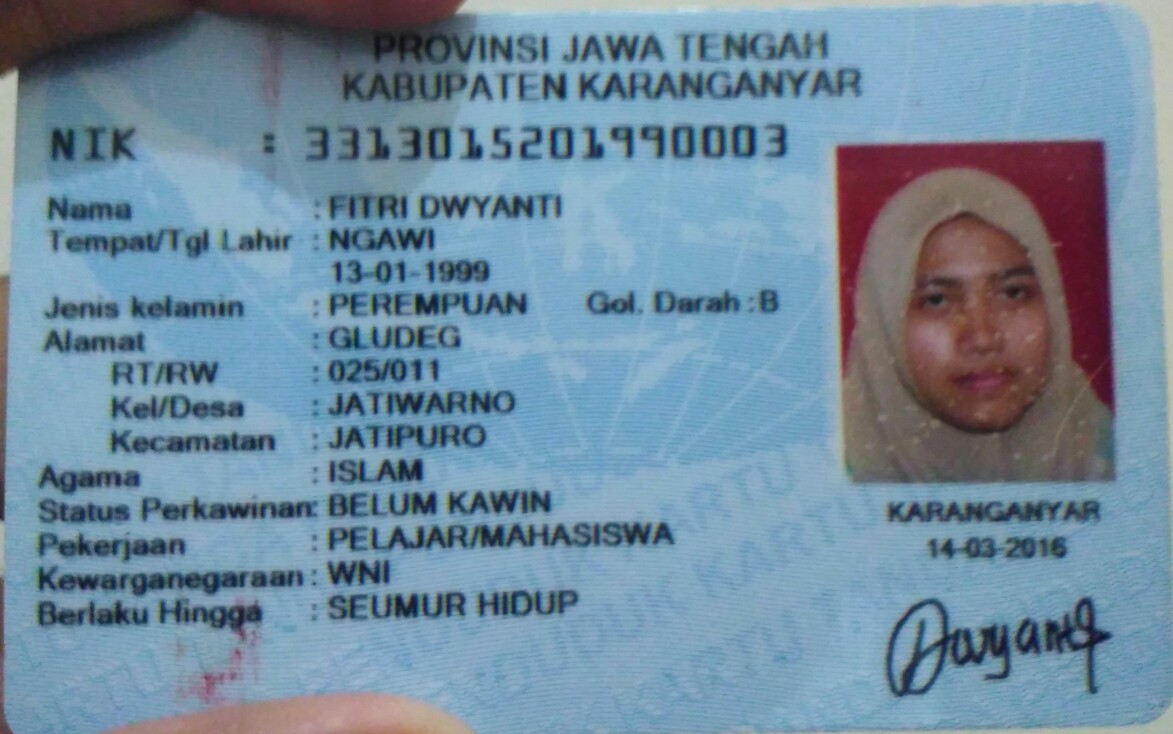 PROVINSI JAWA TENGAH
KABUPATEN KARANGANYAR
NIK : 3313015201990003
Nama : FITRI DWYANTI
Tempat/Tgl Lahir : NGAWI
13-01-1999
Jenis kelamin : PEREMPUAN Gol. Darah : B
Alamat : GLUDEG
RT/RW : 025/011
Kel/Desa : JATIWARNO
Kecamatan : JATIPURO
Agama : ISLAM
Status Perkawinan: BELUM KAWIN
Pekerjaan : PELAJAR/MAHASISWA
Kewarganegaraan : WNI
Berlaku Hingga : SEUMUR HIDUP
KARANGANYAR
14-03-2016